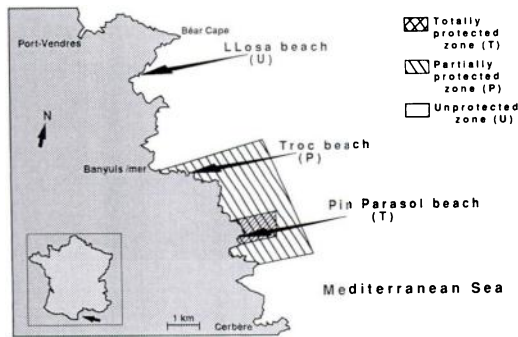 Port-Vendres
Béar Cape
LLosa beach
(U)
N
Banyuls /mer
Troc beach
(P)
Pin Parasol beach
(T)
Mediterranean Sea
1 km
Cerbère
Totally
protected
zone (T)
Partially
protected
zone (P)
Unprotected
zone (U)